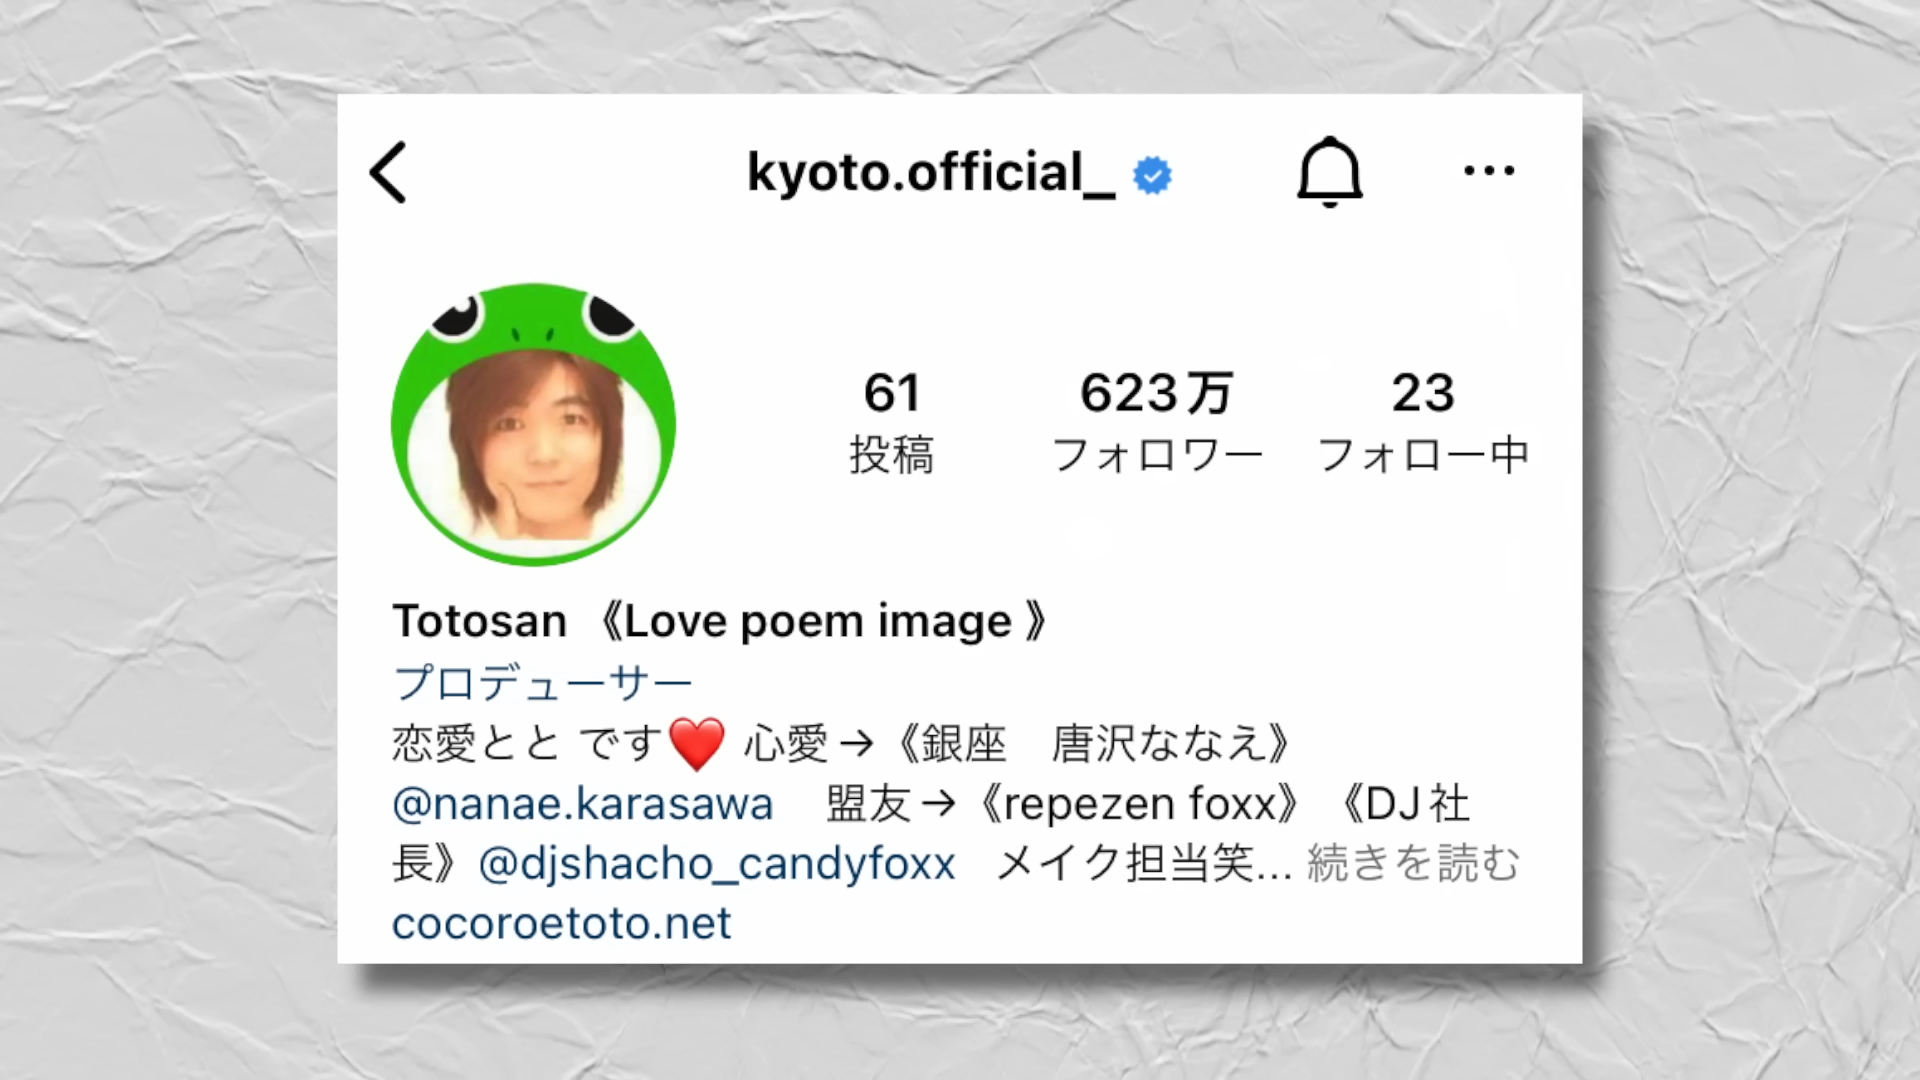 kyoto.official_
61
投稿
623万
フォロワー
23
フォロー中
Totosan 《Love poem image 》
プロデューサー
恋愛とと です❤️ 心愛→《銀座　唐沢ななえ》
@nanae.karasawa　盟友→《repezen foxx》《DJ社
長》@djshacho_candyfoxx　メイク担当笑... 続きを読む
cocoroetoto.net